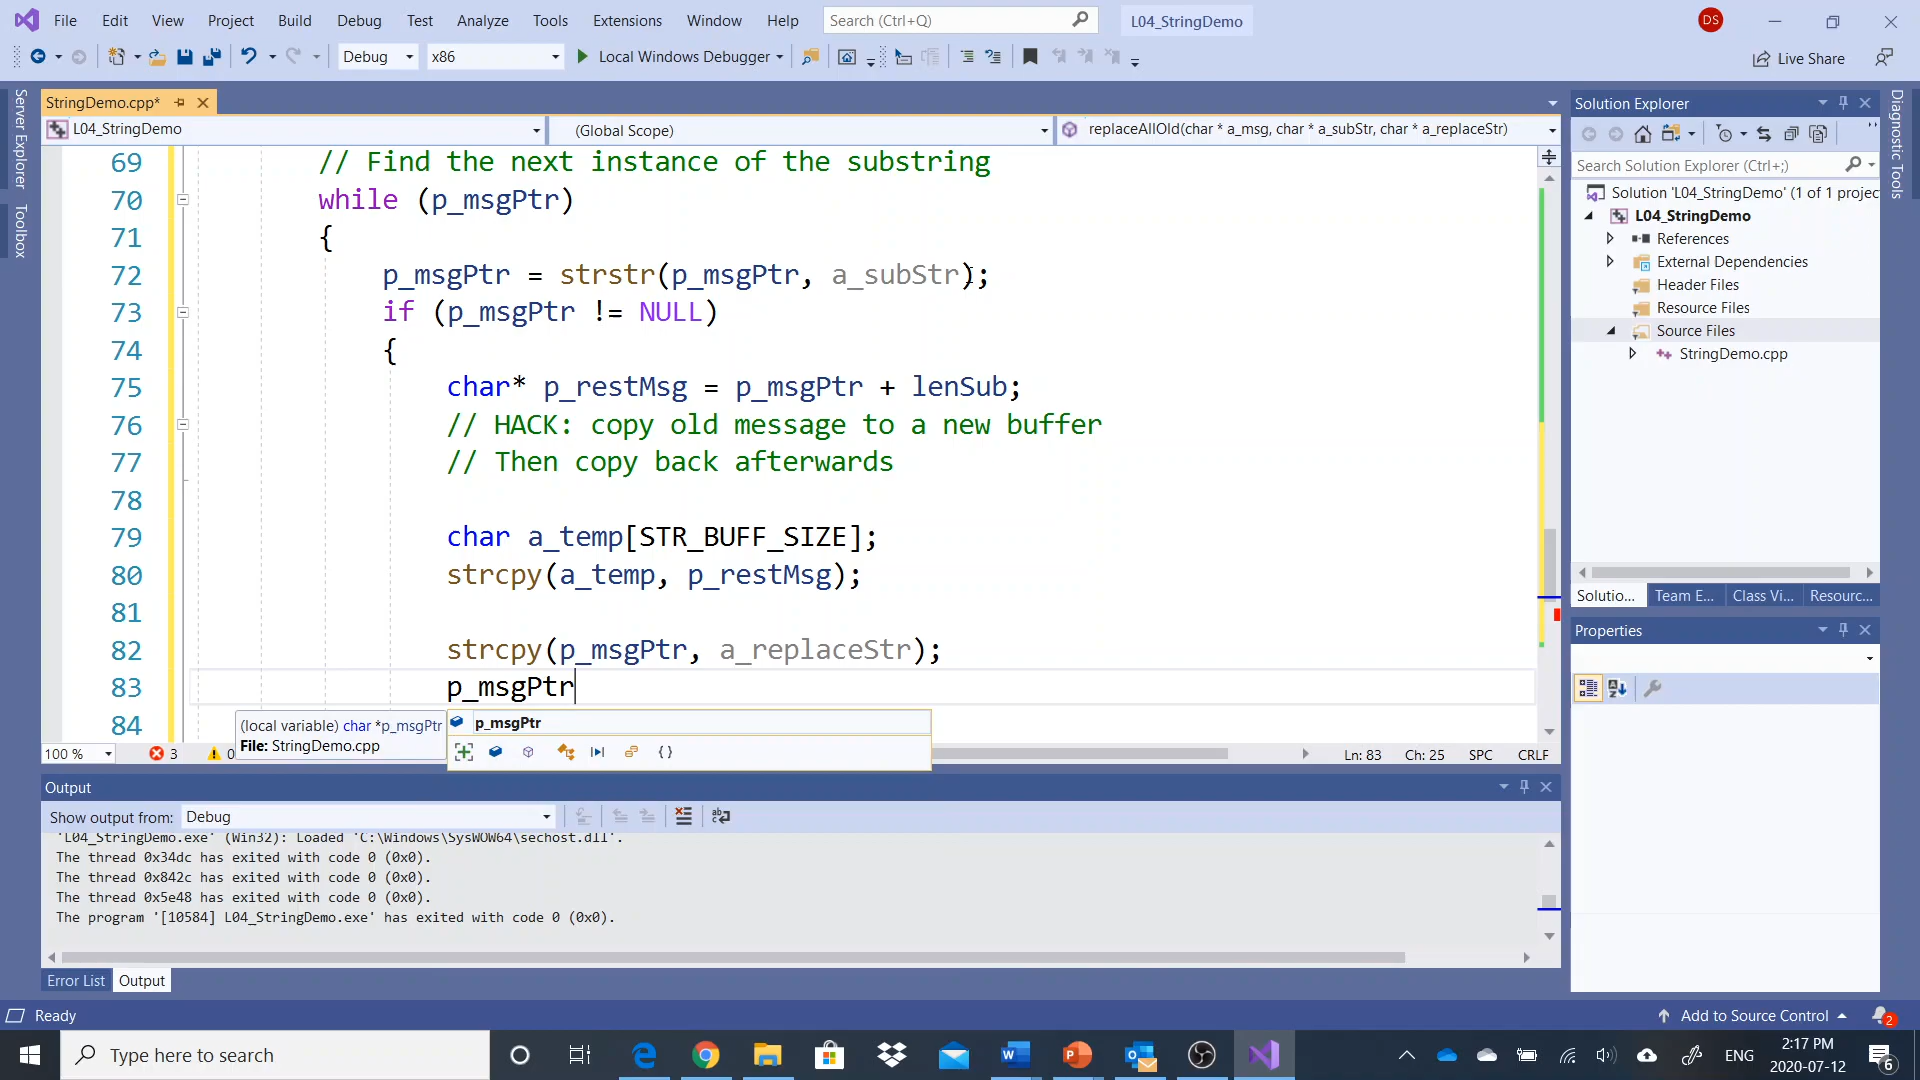 File Edit View Project Build Debug Test Analyze Tools Extensions Window Help Search (Ctrl+Q) L04_StringDemo DS
Debug x86 Local Windows Debugger Live Share
Server Explorer
Toolbox
StringDemo.cpp*
L04_StringDemo (Global Scope) replaceAllOld(char * a_msg, char * a_subStr, char * a_replaceStr)
69 // Find the next instance of the substring
70 while (p_msgPtr)
71 {
72 p_msgPtr = strstr(p_msgPtr, a_subStr);
73 if (p_msgPtr != NULL)
74 {
75 char* p_restMsg = p_msgPtr + lenSub;
76 // HACK: copy old message to a new buffer
77 // Then copy back afterwards
78
79 char a_temp[STR_BUFF_SIZE];
80 strcpy(a_temp, p_restMsg);
81
82 strcpy(p_msgPtr, a_replaceStr);
83 p_msgPtr
84
(local variable) char *p_msgPtr
File: StringDemo.cpp
p_msgPtr
100 % 3 0 Ln: 83 Ch: 25 SPC CRLF
Output
Show output from: Debug
'L04_StringDemo.exe' (Win32): Loaded 'C:\Windows\SysWOW64\sechost.dll'.
The thread 0x34dc has exited with code 0 (0x0).
The thread 0x842c has exited with code 0 (0x0).
The thread 0x5e48 has exited with code 0 (0x0).
The program '[10584] L04_StringDemo.exe' has exited with code 0 (0x0).
Error List Output
Solution Explorer
Search Solution Explorer (Ctrl+;)
Solution 'L04_StringDemo' (1 of 1 projec
L04_StringDemo
References
External Dependencies
Header Files
Resource Files
Source Files
StringDemo.cpp
Solutio... Team E... Class Vi... Resourc...
Properties
Diagnostic Tools
Ready Add to Source Control 2
Type here to search
ENG 2:17 PM
2020-07-12 6